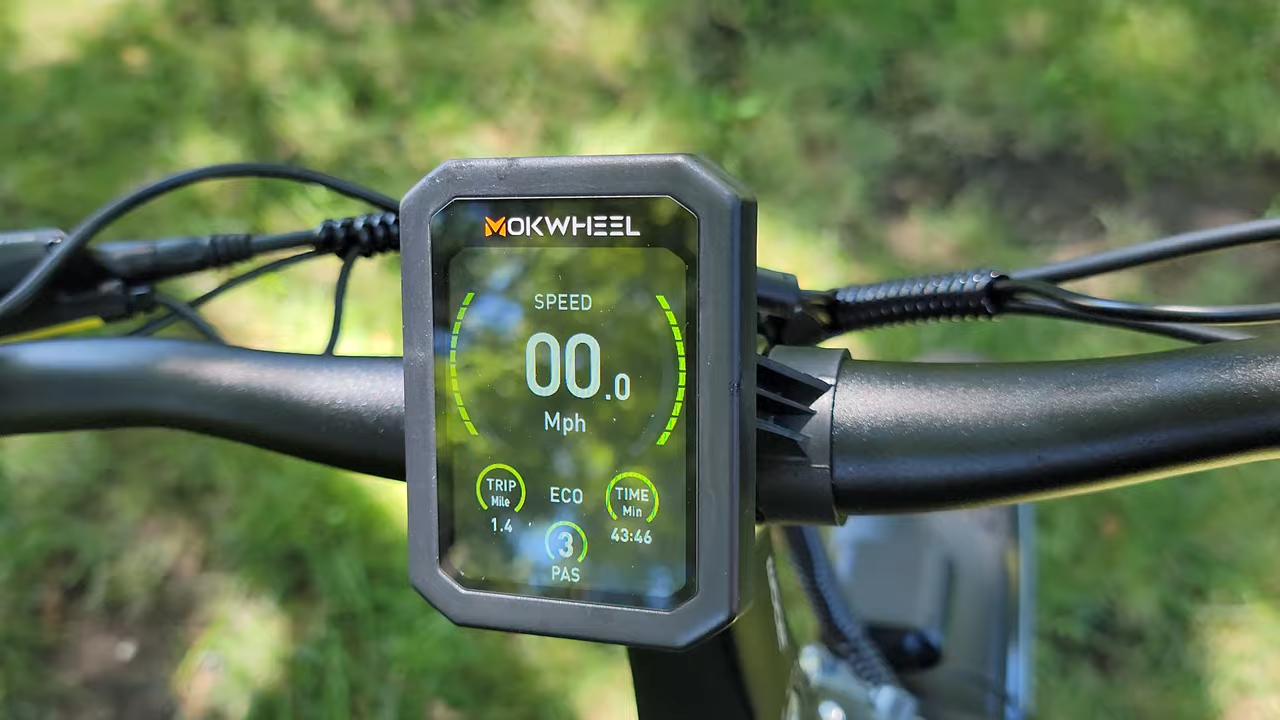 MOKWHEEL
SPEED
00.0
Mph
TRIP
Mile
1.4
ECO
TIME
Min
43:46
3
PAS